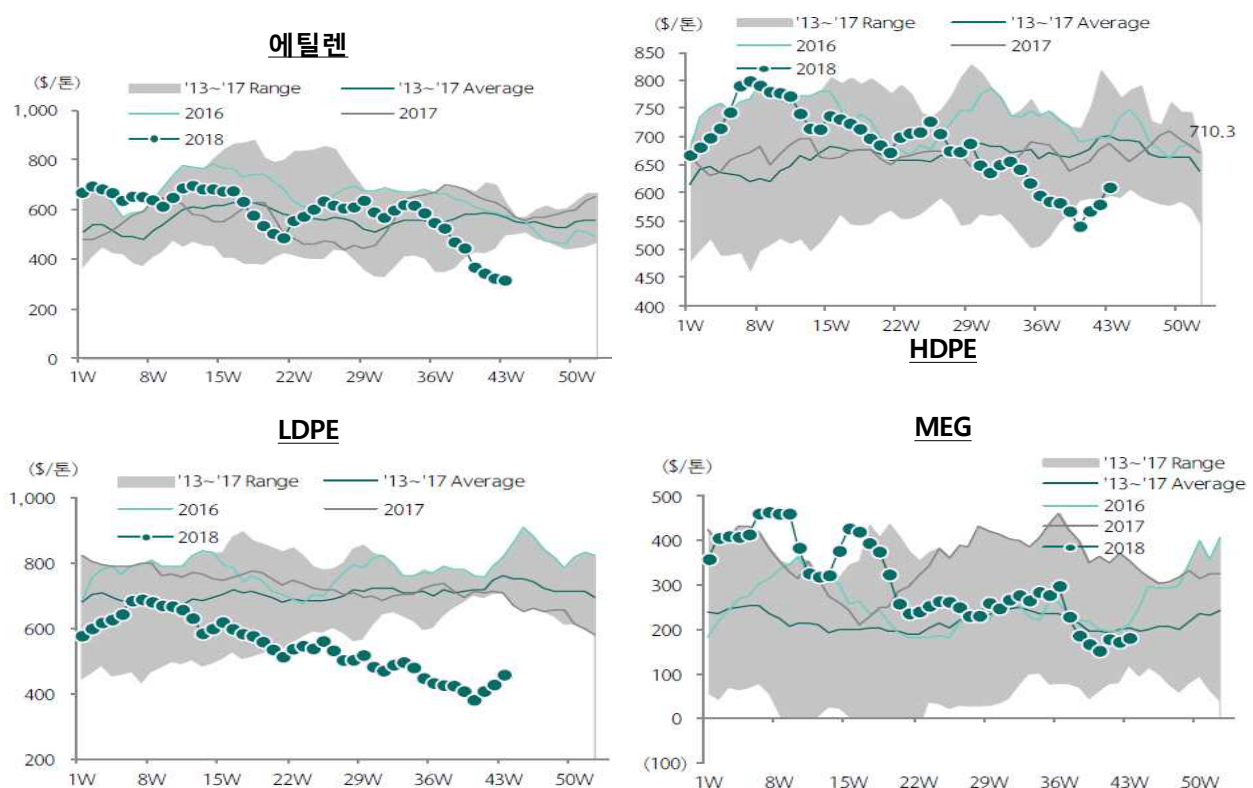 에틸렌
($/톤)
'13~'17 Range
'13~'17 Average
2016
2017
2018
1,000
800
600
400
200
0
1W 8W 15W 22W 29W 36W 43W 50W
($/톤)
'13~'17 Range
'13~'17 Average
2016
2017
2018
850
800
750
700
650
600
550
500
450
400
710.3
1W 8W 15W 22W 29W 36W 43W 50W
HDPE
LDPE
($/톤)
'13~'17 Range
'13~'17 Average
2016
2017
2018
1,000
800
600
400
200
1W 8W 15W 22W 29W 36W 43W 50W
MEG
($/톤)
'13~'17 Range
'13~'17 Average
2016
2017
2018
500
400
300
200
100
0
(100)
1W 8W 15W 22W 29W 36W 43W 50W